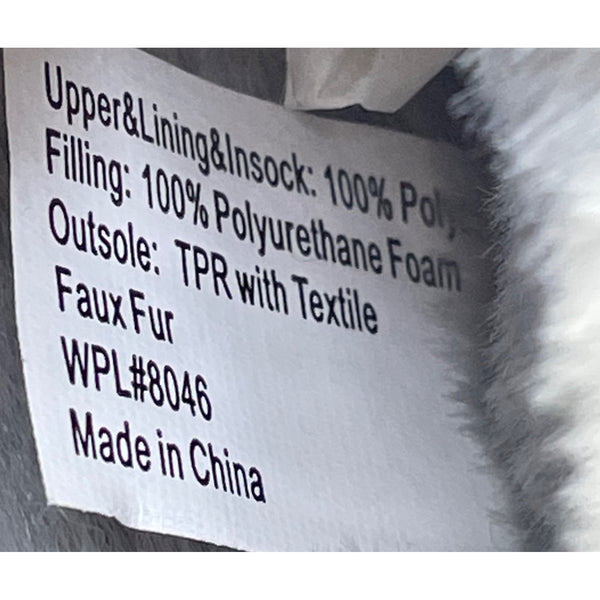 Upper&Lining&Insock: 100%
Filling: 100% Polyurethane Foam
Outsole: TPR with Textile
Faux Fur
WPL#8046
Made in China